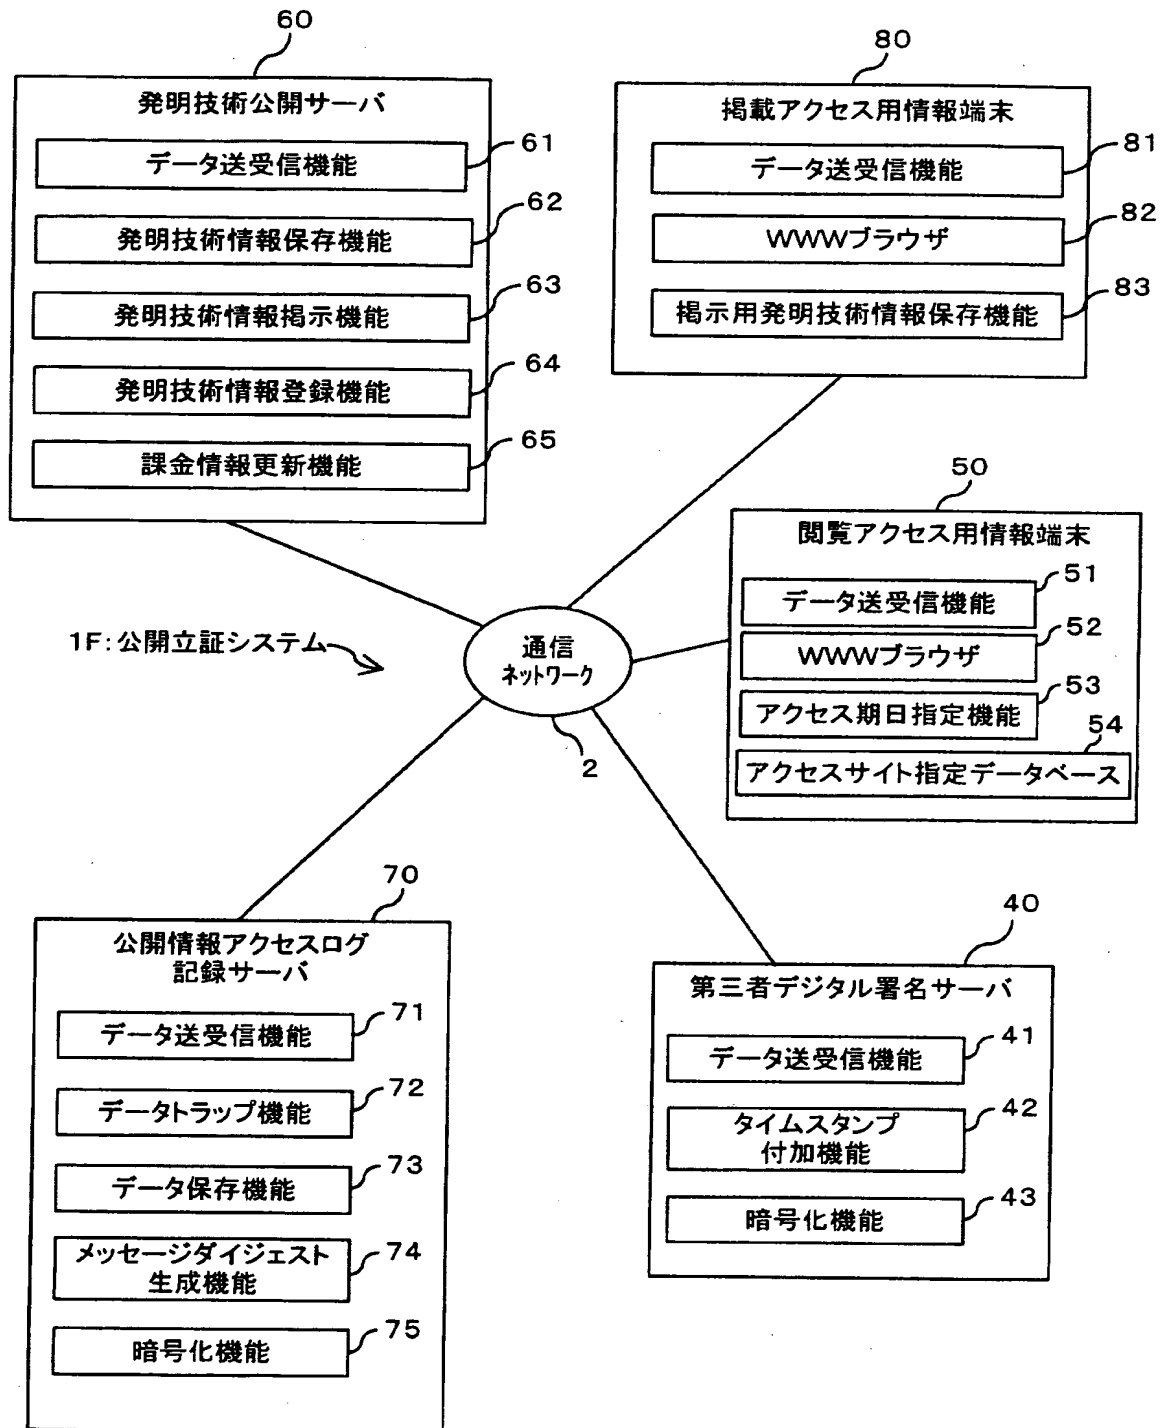 60
発明技術公開サーバ
データ送受信機能
61
発明技術情報保存機能
62
発明技術情報掲示機能
63
発明技術情報登録機能
64
課金情報更新機能
65
80
掲載アクセス用情報端末
データ送受信機能
81
WWWブラウザ
82
掲示用発明技術情報保存機能
83
50
閲覧アクセス用情報端末
データ送受信機能
51
WWWブラウザ
52
アクセス期日指定機能
53
アクセスサイト指定データベース
54
1F:公開立証システム
通信
ネットワーク
2
70
公開情報アクセスログ
記録サーバ
データ送受信機能
71
データトラップ機能
72
データ保存機能
73
メッセージダイジェスト
生成機能
74
暗号化機能
75
40
第三者デジタル署名サーバ
データ送受信機能
41
タイムスタンプ
付加機能
42
暗号化機能
43